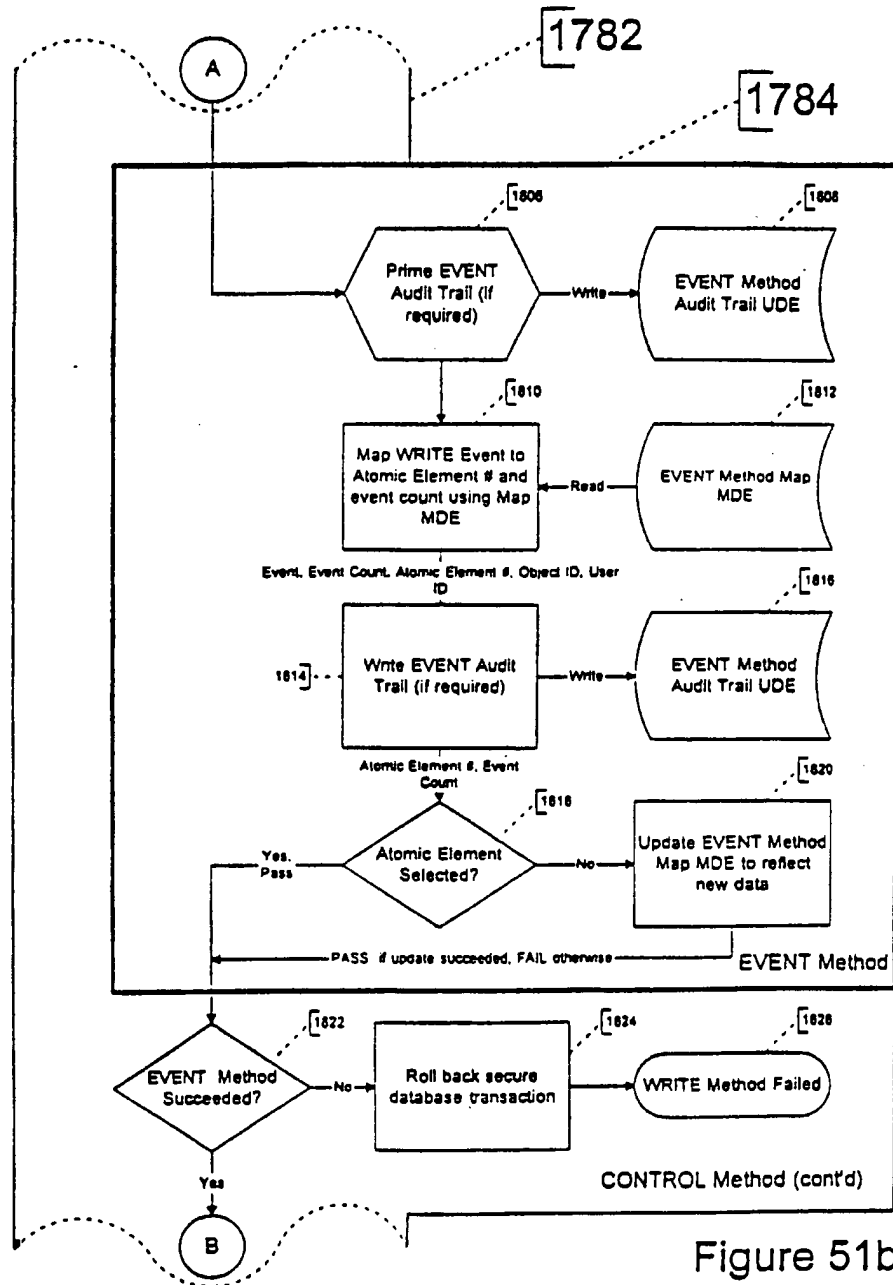 1782
A
1784
1806
1808
Prime EVENT
Audit Trail (if
required)
Write
EVENT Method
Audit Trail UDE
1810
1812
Map WRITE Event to
Atomic Element # and
event count using Map
MDE
Read
EVENT Method Map
MDE
Event, Event Count, Atomic Element #, Object ID, User
ID
1816
1814
Write EVENT Audit
Trail (if required)
Write
EVENT Method
Audit Trail UDE
Atomic Element #, Event
Count
1818
1820
Yes,
Pass
Atomic Element
Selected?
No
Update EVENT Method
Map MDE to reflect
new data
PASS if update succeeded, FAIL otherwise
EVENT Method
1822
1824
1826
EVENT Method
Succeeded?
No
Roll back secure
database transaction
WRITE Method Failed
Yes
CONTROL Method (cont'd)
B
Figure 51b